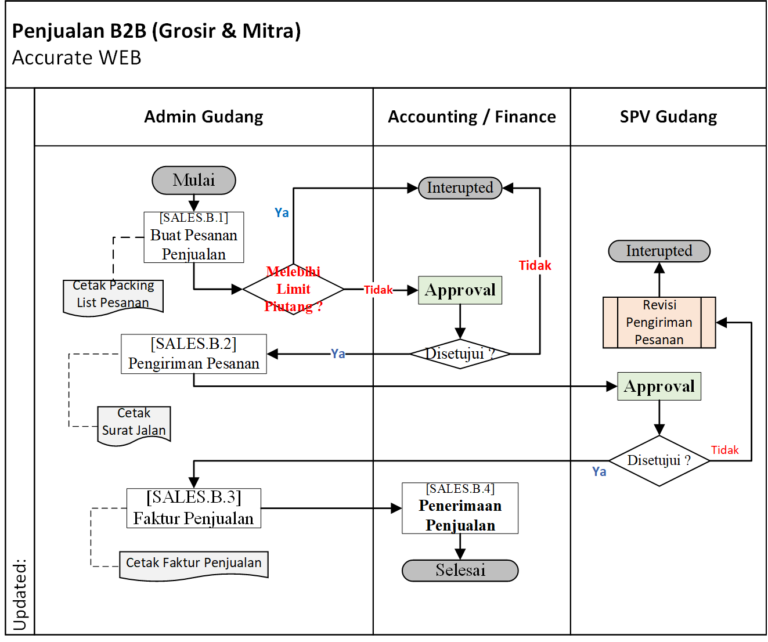 Penjualan B2B (Grosir & Mitra)
Accurate WEB
Admin Gudang
Accounting / Finance
SPV Gudang
Mulai
Interupted
Ya
[SALES.B.1]
Buat Pesanan
Penjualan
Tidak
Interupted
Melebihi
Limit
Piutang ?
Tidak
Approval
Cetak Packing
List Pesanan
Revisi
Pengiriman
Pesanan
[SALES.B.2]
Pengiriman Pesanan
Ya
Disetujui ?
Approval
Cetak
Surat Jalan
Disetujui ?
Tidak
Ya
[SALES.B.3]
Faktur Penjualan
[SALES.B.4]
Penerimaan
Penjualan
Cetak Faktur Penjualan
Selesai
Updated: